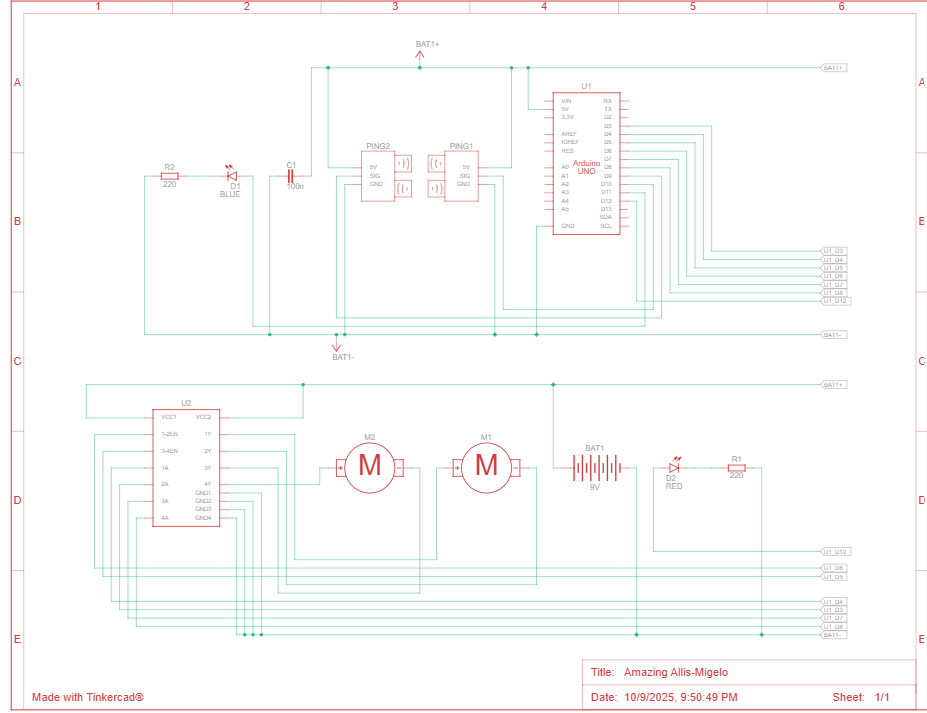 1 2 3 4 5 6
BAT1+
A A
BAT1+
U1
VIN RX
5V TX
3.3V D2
D3
AREF D4
IOREF D5
RES D6
D7
A0 D8
A1 D9
A2 D10
A3 D11
A4 D12
A5 D13
SDA
GND SCL
Arduino
UNO
PING2 PING1
5V 5V
SIG SIG
GND GND
R2
220
D1
BLUE
C1
100n
B B
U1_D3
U1_D4
U1_D5
U1_D6
U1_D7
U1_D8
U1_D12
BAT1-
BAT1-
C C
BAT1+
U2
VCC1 VCC2
1-2EN 1Y
3-4EN 2Y
1A 3Y
2A 4Y
GND1
3A GND2
GND3
4A GND4
M2 M1
+ M - + M -
BAT1
9V
D2
RED
R1
220
D D
U1_D12
U1_D6
U1_D5
U1_D4
U1_D3
U1_D7
U1_D8
BAT1-
E E
Title: Amazing Allis-Migelo
Made with Tinkercad®
Date: 10/9/2025, 9:50:49 PM Sheet: 1/1